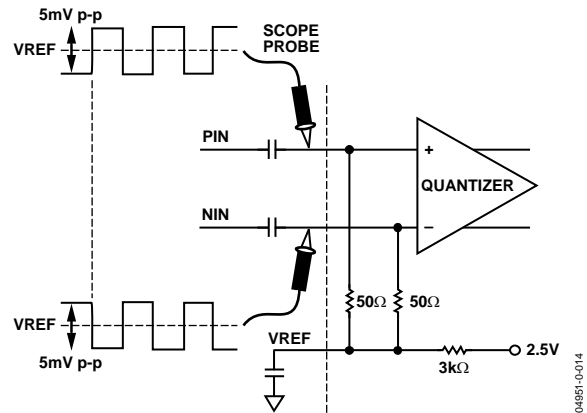 5mV p-p
VREF
SCOPE
PROBE
PIN
+
QUANTIZER
NIN
−
50Ω
50Ω
VREF
5mV p-p
VREF
3kΩ
2.5V
04951-0-014